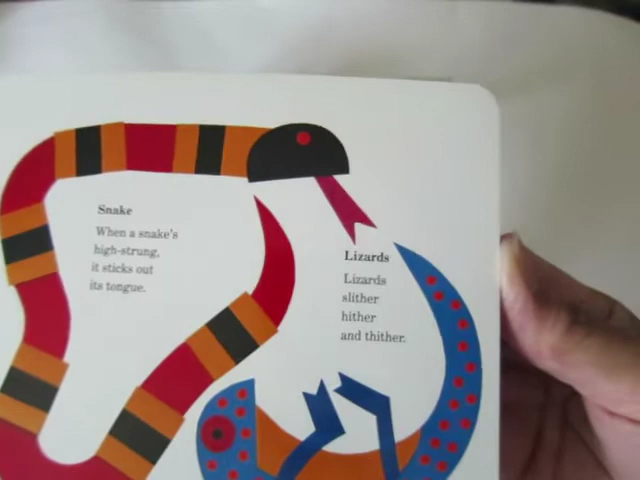 Snake
When a snake's
high-strung,
it sticks out
its tongue.
Lizards
Lizards
slither
hither
and thither.